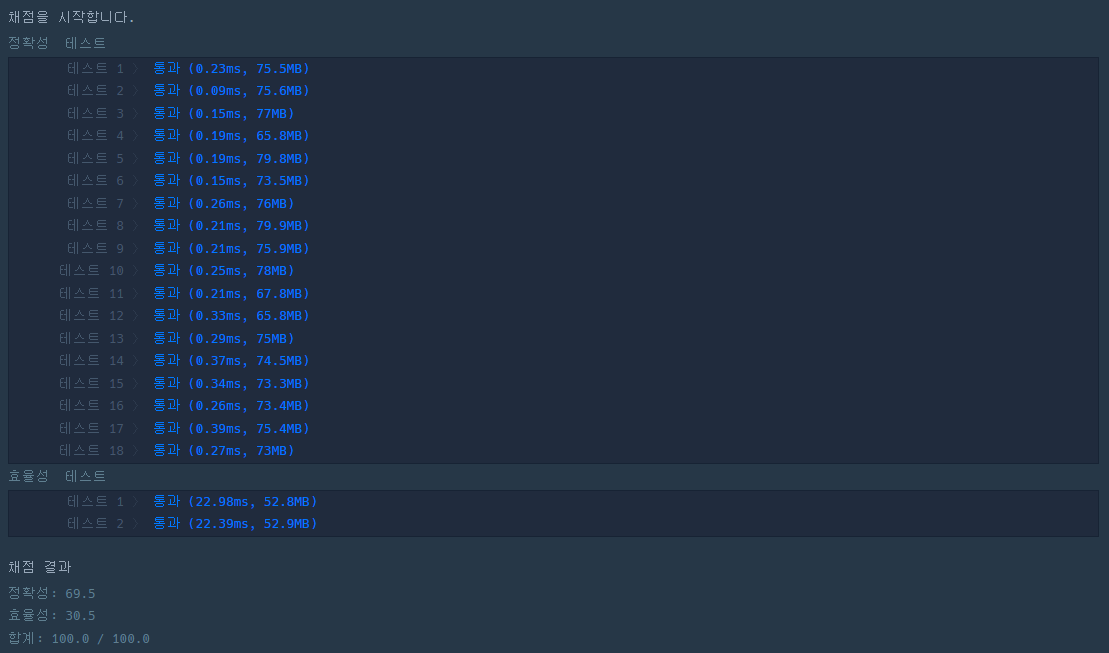 채점을 시작합니다.
정확성 테스트
테스트 1 〉 통과 (0.23ms, 75.5MB)
테스트 2 〉 통과 (0.09ms, 75.6MB)
테스트 3 〉 통과 (0.15ms, 77MB)
테스트 4 〉 통과 (0.19ms, 65.8MB)
테스트 5 〉 통과 (0.19ms, 79.8MB)
테스트 6 〉 통과 (0.15ms, 73.5MB)
테스트 7 〉 통과 (0.26ms, 76MB)
테스트 8 〉 통과 (0.21ms, 79.9MB)
테스트 9 〉 통과 (0.21ms, 75.9MB)
테스트 10 〉 통과 (0.25ms, 78MB)
테스트 11 〉 통과 (0.21ms, 67.8MB)
테스트 12 〉 통과 (0.33ms, 65.8MB)
테스트 13 〉 통과 (0.29ms, 75MB)
테스트 14 〉 통과 (0.37ms, 74.5MB)
테스트 15 〉 통과 (0.34ms, 73.3MB)
테스트 16 〉 통과 (0.26ms, 73.4MB)
테스트 17 〉 통과 (0.39ms, 75.4MB)
테스트 18 〉 통과 (0.27ms, 73MB)
효율성 테스트
테스트 1 〉 통과 (22.98ms, 52.8MB)
테스트 2 〉 통과 (22.39ms, 52.9MB)
채점 결과
정확성: 69.5
효율성: 30.5
합계: 100.0 / 100.0